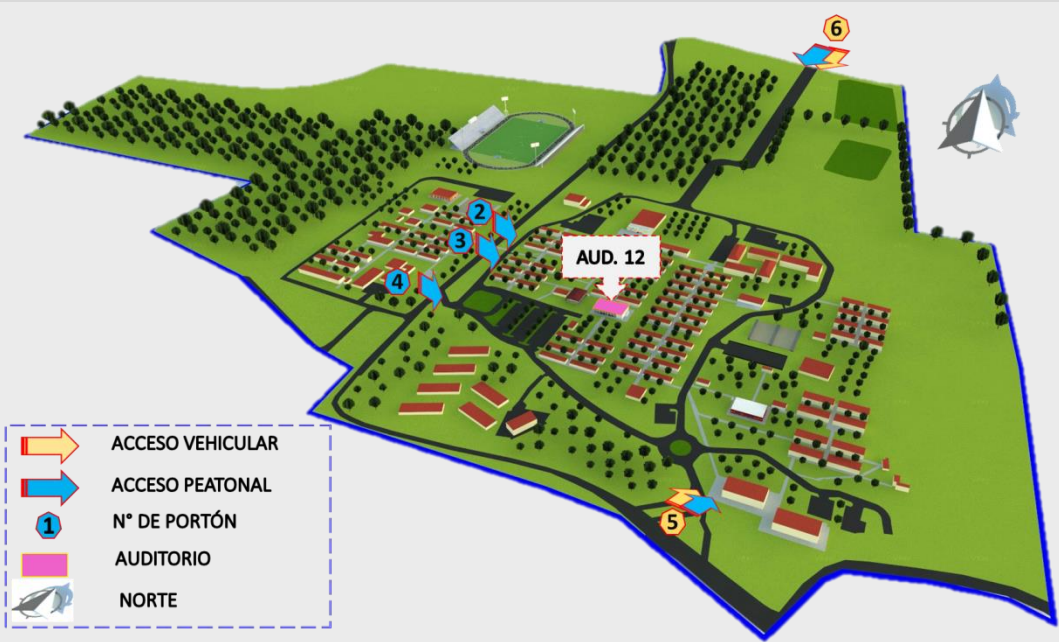 6
2
3
AUD. 12
4
5
ACCESO VEHICULAR
ACCESO PEATONAL
1
N° DE PORTÓN
AUDITORIO
NORTE